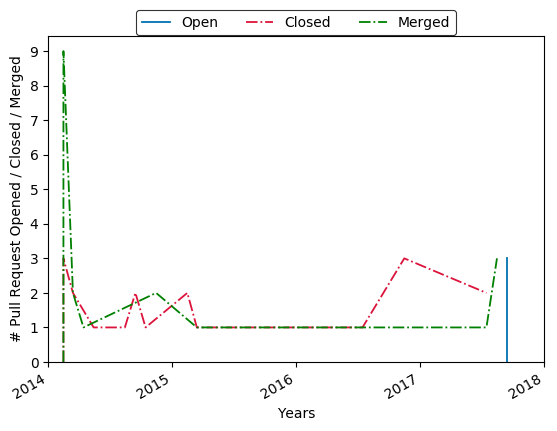 Open Closed Merged
# Pull Request Opened / Closed / Merged
9
8
7
6
5
4
3
2
1
0
2014 2015 2016 2017 2018
Years